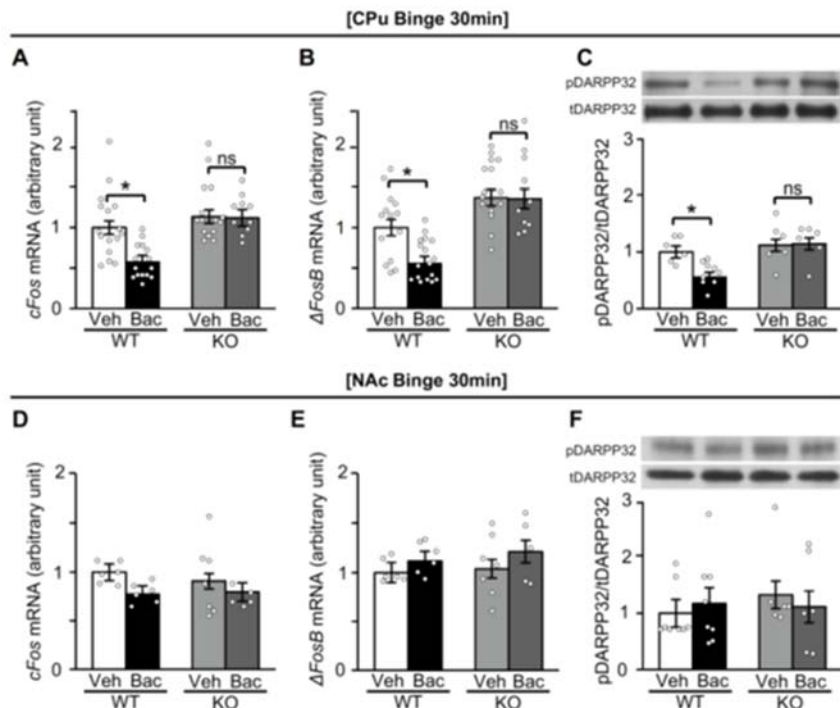 [CPu Binge 30min]
A
cFos mRNA (arbitrary unit)
2
1
0
*
ns
Veh Bac Veh Bac
WT KO
B
ΔFosB mRNA (arbitrary unit)
2
1
0
*
ns
Veh Bac Veh Bac
WT KO
C
pDARPP32
tDARPP32
pDARPP32/tDARPP32
3
2
1
0
*
ns
Veh Bac Veh Bac
WT KO
[NAc Binge 30min]
D
cFos mRNA (arbitrary unit)
2
1
0
Veh Bac Veh Bac
WT KO
E
ΔFosB mRNA (arbitrary unit)
2
1
0
Veh Bac Veh Bac
WT KO
F
pDARPP32
tDARPP32
pDARPP32/tDARPP32
3
2
1
0
Veh Bac Veh Bac
WT KO